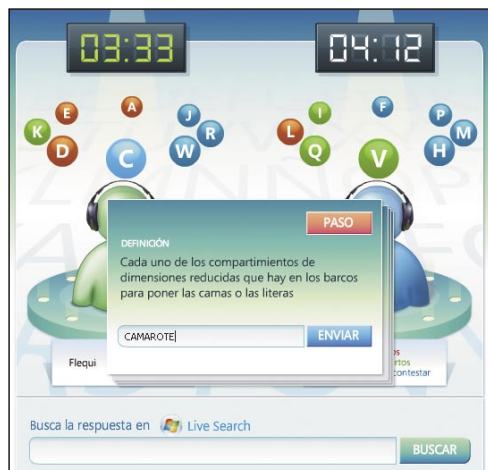 03:33
04:12
E
A
J
K
R
D
C
W
I
F
P
L
M
Q
V
H
PASO
DEFINICIÓN
Cada uno de los compartimientos de
dimensiones reducidas que hay en los barcos
para poner las camas o las literas
CAMAROTE
ENVIAR
Flequi
contestar
Busca la respuesta en Live Search
BUSCAR